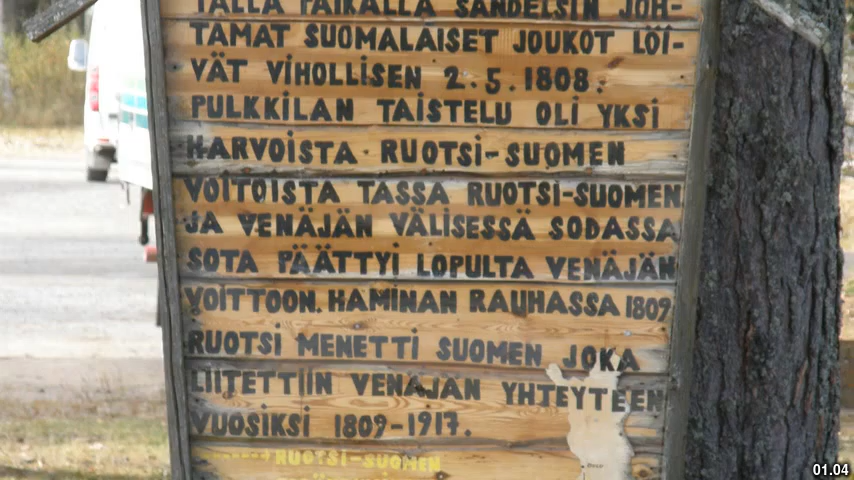 TÄLLÄ PAIKALLA SANDELSIN JOH-
TAMAT SUOMALAISET JOUKOT LÖI-
VÄT VIHOLLISEN 2.5.1808.
PULKKILAN TAISTELU OLI YKSI
HARVOISTA RUOTSI-SUOMEN
VOITOISTA TÄSSÄ RUOTSI-SUOMEN
JA VENÄJÄN VÄLISESSÄ SODASSA
SOTA PÄÄTTYI LOPULTA VENÄJÄN
VOITTOON. HAMINAN RAUHASSA 1809
RUOTSI MENETTI SUOMEN JOKA
LIITETTIIN VENÄJÄN YHTEYTEEN
VUOSIKSI 1809-1917.
RUOTSI-SUOMEN
01.04